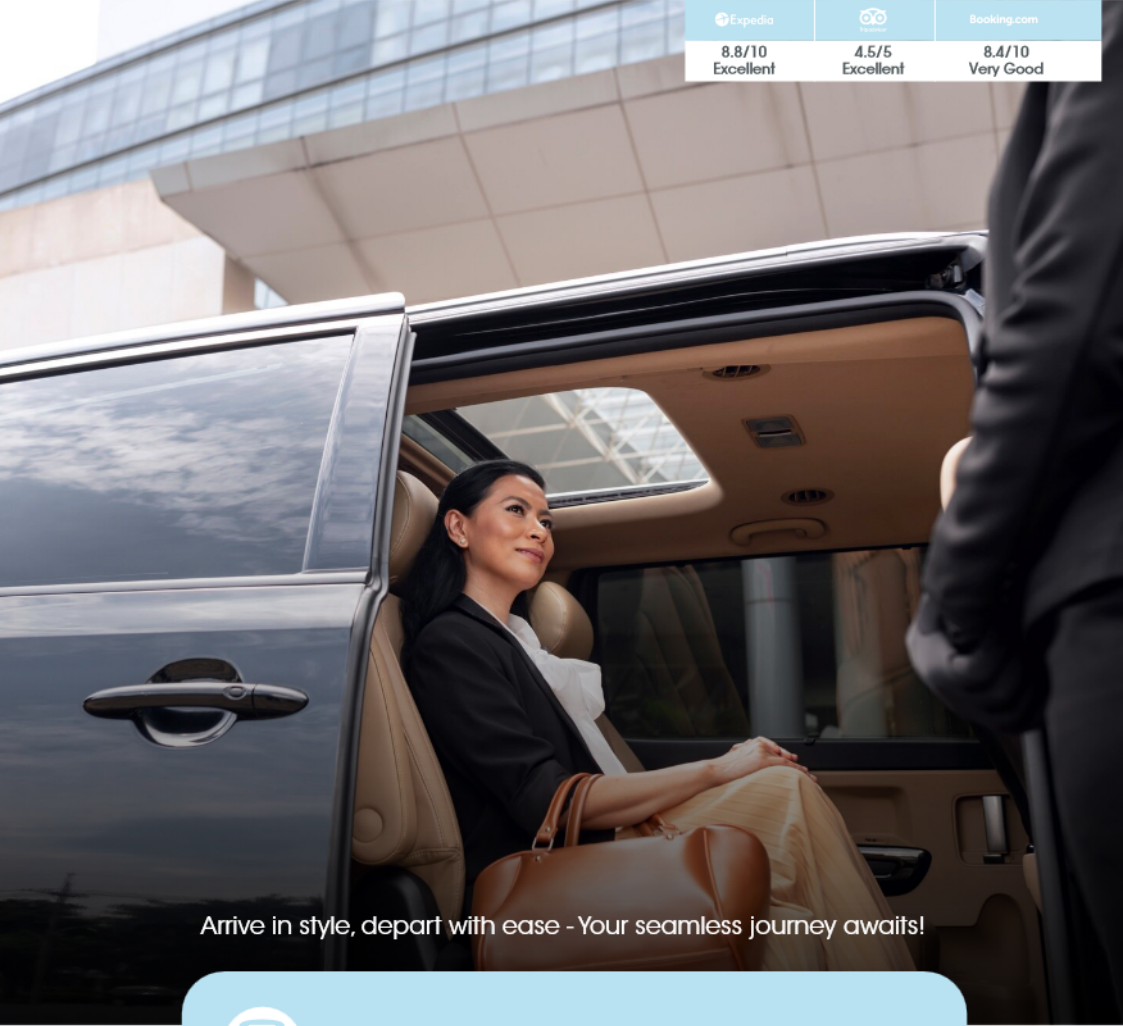 Expedia
Tripadvisor
Booking.com
8.8/10
Excellent
4.5/5
Excellent
8.4/10
Very Good
Arrive in style, depart with ease - Your seamless journey awaits!